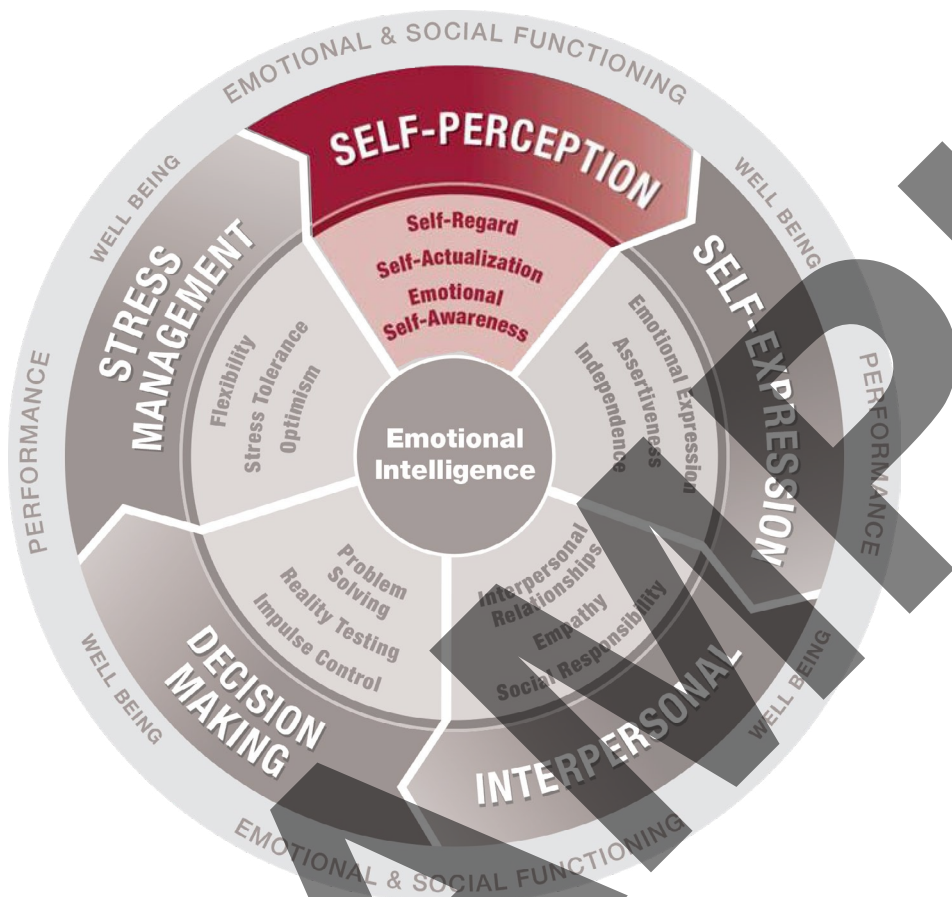 EMOTIONAL & SOCIAL FUNCTIONING
WELL BEING
WELL BEING
PERFORMANCE
PERFORMANCE
WELL BEING
WELL BEING
EMOTIONAL & SOCIAL FUNCTIONING
SELF-PERCEPTION
Self-Regard
Self-Actualization
Emotional
Self-Awareness
SELF-EXPRESSION
Emotional Expression
Assertiveness
Independence
INTERPERSONAL
Interpersonal
Relationships
Empathy
Social Responsibility
DECISION
MAKING
Problem
Solving
Reality Testing
Impulse Control
STRESS
MANAGEMENT
Flexibility
Stress Tolerance
Optimism
Emotional
Intelligence